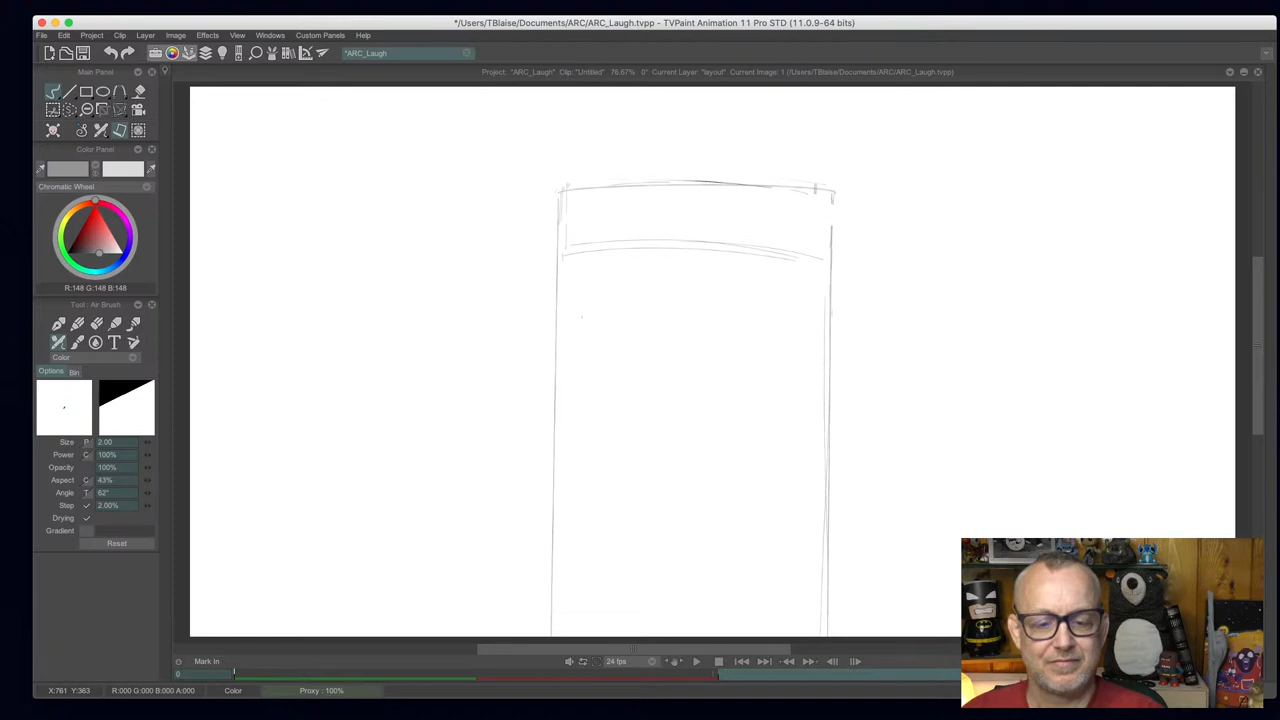 */Users/TBlaise/Documents/ARC/ARC_Laugh.tvpp - TVPaint Animation 11 Pro STD (11.0.9-64 bits)
File Edit Project Clip Layer Image Effects View Windows Custom Panels Help
*ARC_Laugh
Main Panel
Project: "ARC_Laugh" Clip: "Untitled" 76.67% 0° Current Layer: "layout" Current Image: 1 (/Users/TBlaise/Documents/ARC/ARC_Laugh.tvpp)
Color Panel
Chromatic Wheel
R:148 G:148 B:148
Tool : Air Brush
Color
Options Bin
Size P 2.00
Power C 100%
Opacity 100%
Aspect C 43%
Angle T 62°
Step 2.00%
Drying
Gradient
Reset
Mark In
24 fps
0
X:761 Y:363 R:000 G:000 B:000 A:000 Color Proxy : 100%